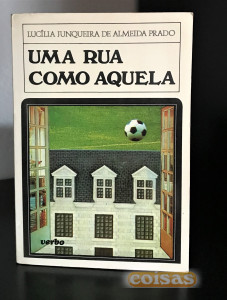 LUCÍLIA JUNQUEIRA DE ALMEIDA PRADO
UMA RUA
COMO AQUELA
verbo
coisas